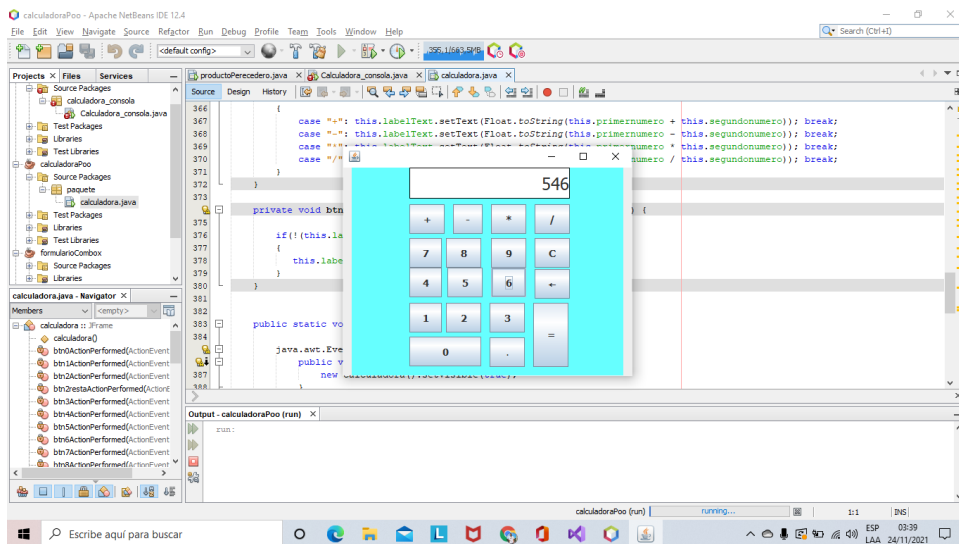 calculadoraPoo - Apache NetBeans IDE 12.4
File Edit View Navigate Source Refactor Run Debug Profile Team Tools Window Help
Search (Ctrl+I)
<default config>
355,1/663,5MB
Projects Files Services
productoPerecedero.java Calculadora_consola.java calculadora.java
Source Design History
Source Packages
calculadora_consola
Calculadora_consola.java
Test Packages
Libraries
Test Libraries
calculadoraPoo
Source Packages
paquete
calculadora.java
Test Packages
Libraries
Test Libraries
formularioCombox
Source Packages
Libraries
calculadora.java - Navigator
Members <empty>
calculadora :: JFrame
calculadora()
btn0ActionPerformed(ActionEvent
btn1ActionPerformed(ActionEvent
btn2ActionPerformed(ActionEvent
btn2restaActionPerformed(ActionE
btn3ActionPerformed(ActionEvent
btn4ActionPerformed(ActionEvent
btn5ActionPerformed(ActionEvent
btn6ActionPerformed(ActionEvent
btn7ActionPerformed(ActionEvent
btn8ActionPerformed(ActionEvent
366 {
367 case "+": this.labelText.setText(Float.toString(this.primernumero + this.segundonumero)); break;
368 case "-": this.labelText.setText(Float.toString(this.primernumero - this.segundonumero)); break;
369 case "*": this.labelText.setText(Float.toString(this.primernumero * this.segundonumero)); break;
370 case "/" numero / this.segundonumero)); break;
371 }
372 }
373
private void btn ) {
375
376 if(!(this.la
377 {
378 this.labe
379 }
380 }
381
382
383 public static vo
384
java.awt.Eve
public v
387 new calculadora().setVisible(true);
388 }
546
+ - * /
7 8 9 C
4 5 6 ←
1 2 3 =
0 .
Output - calculadoraPoo (run)
run:
calculadoraPoo (run) running... 1:1 INS
Escribe aquí para buscar
ESP 03:39
LAA 24/11/2021